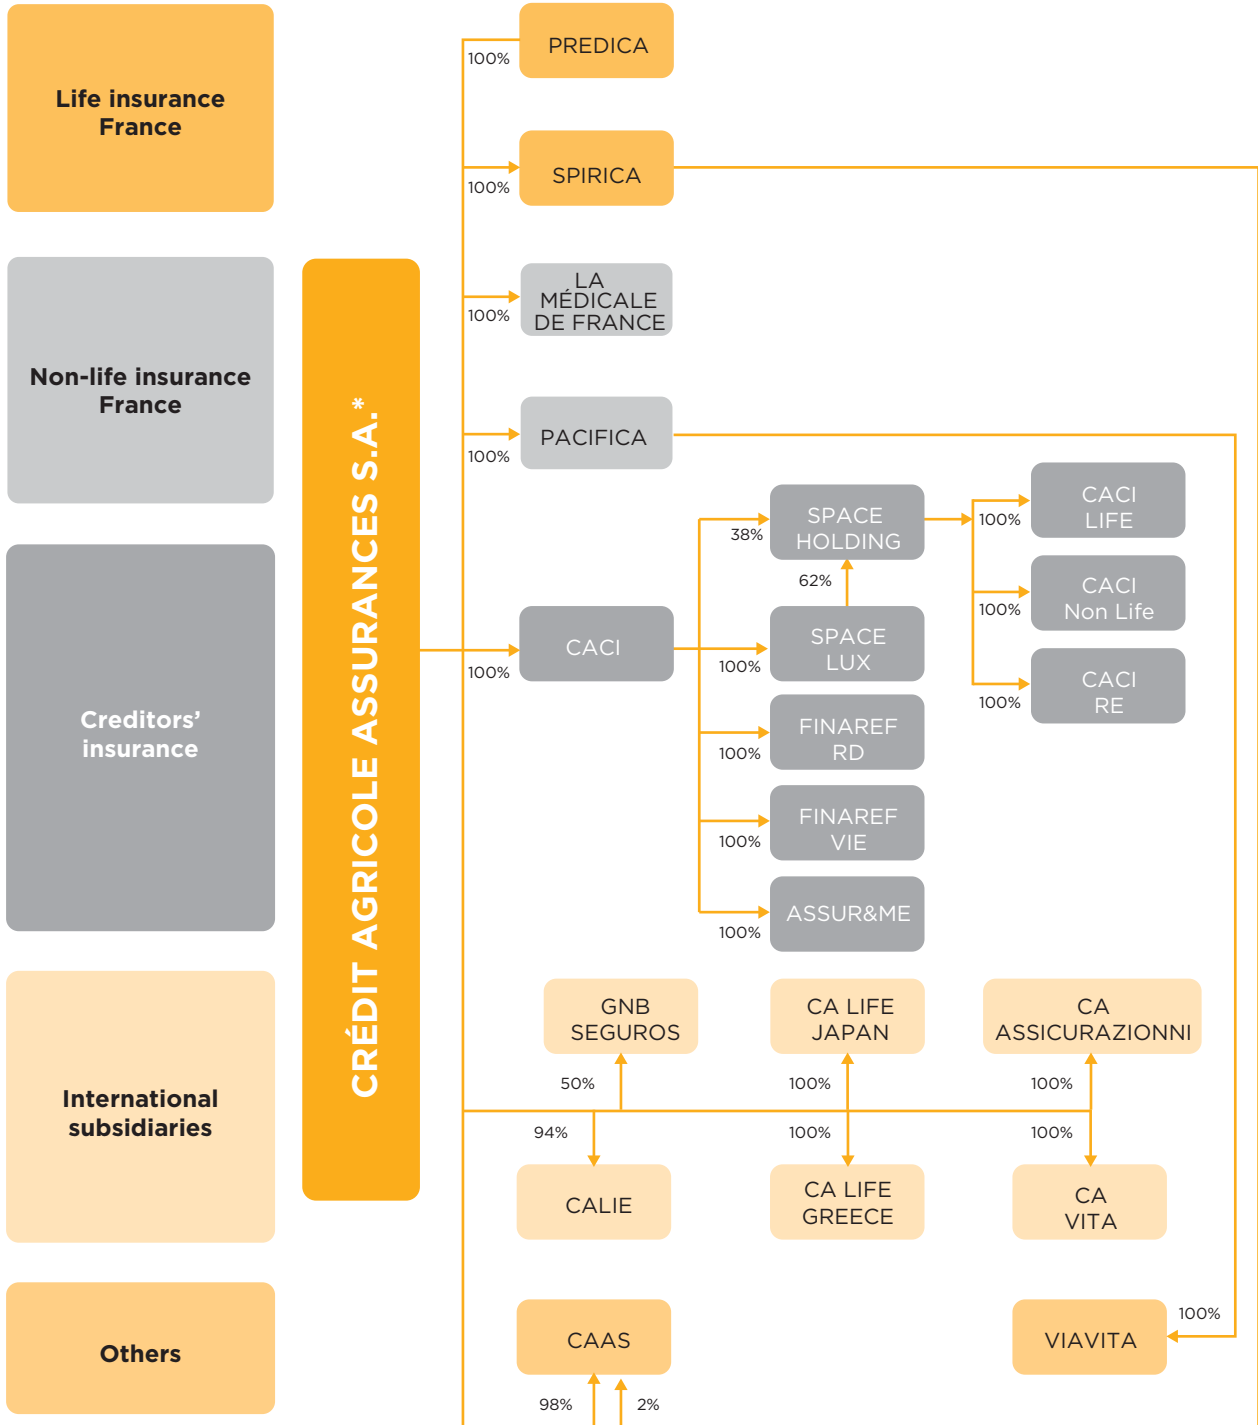 Life insurance
France
PREDICA
100%
SPIRICA
100%
Non-life insurance
France
LA
MÉDICALE
DE FRANCE
100%
PACIFICA
100%
CRÉDIT AGRICOLE ASSURANCES S.A.*
Creditors’
insurance
CACI
100%
SPACE
HOLDING
38%
62%
SPACE
LUX
100%
FINAREF
RD
100%
FINAREF
VIE
100%
ASSUR&ME
100%
CACI
LIFE
100%
CACI
Non Life
100%
CACI
RE
100%
International
subsidiaries
GNB
SEGUROS
50%
CA LIFE
JAPAN
100%
CA
ASSICURAZIONNI
100%
94%
CALIE
100%
CA LIFE
GREECE
100%
CA
VITA
Others
CAAS
98%
2%
VIAVITA
100%